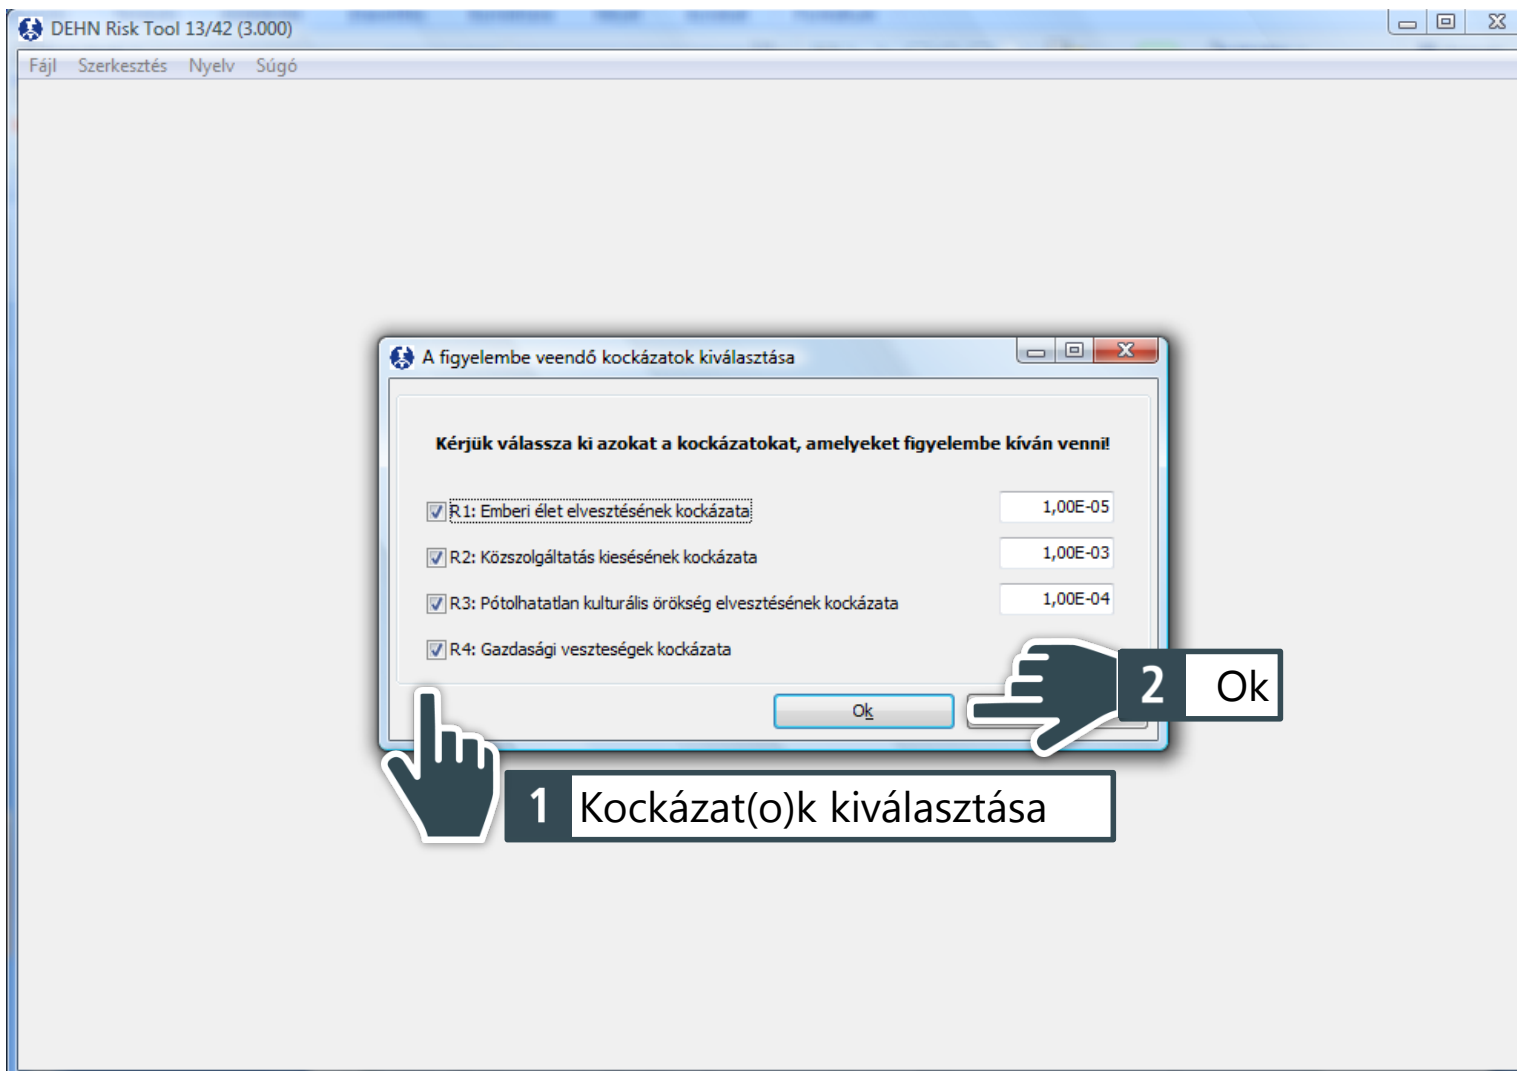 DEHN Risk Tool 13/42 (3.000)
Fájl Szerkesztés Nyelv Súgó
A figyelembe veendő kockázatok kiválasztása
Kérjük válassza ki azokat a kockázatokat, amelyeket figyelembe kíván venni!
R1: Emberi élet elvesztésének kockázata 1,00E-05
R2: Közszolgáltatás kiesésének kockázata 1,00E-03
R3: Pótolhatatlan kulturális örökség elvesztésének kockázata 1,00E-04
R4: Gazdasági veszteségek kockázata
Ok
2 Ok
1 Kockázat(o)k kiválasztása